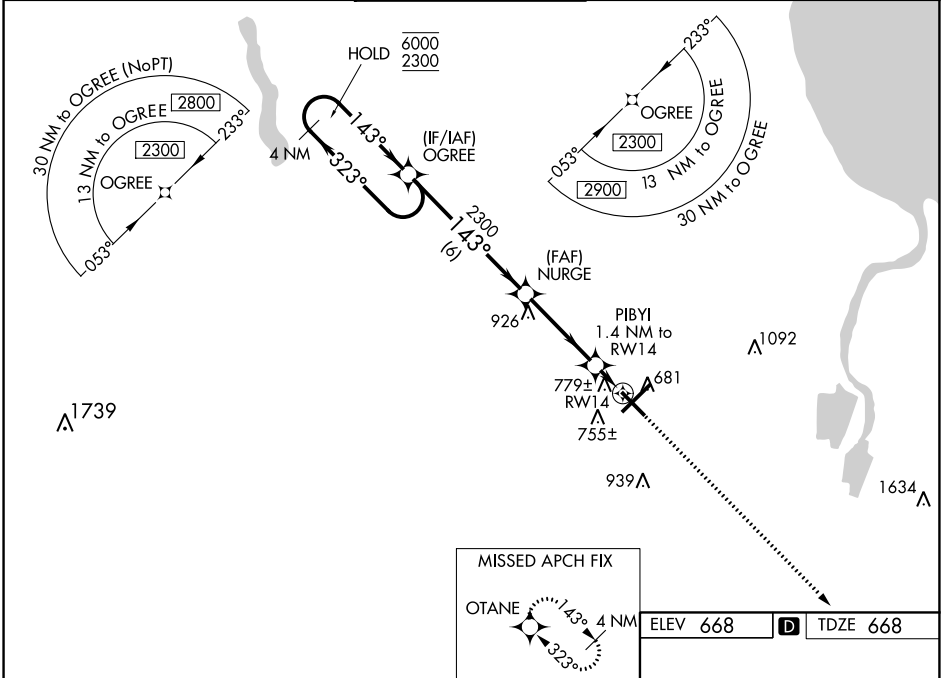 30 NM to OGREE (NoPT)
13 NM to OGREE
2800
2300
233°
053°
OGREE
HOLD
6000
2300
4 NM
143°
323°
(IF/IAF)
OGREE
233°
053°
OGREE
2300
13 NM to OGREE
2900
30 NM to OGREE
2300
143°
(6)
(FAF)
NURGE
926
PIBYI
1.4 NM to
RW14
779±
RW14
681
755±
1092
1739
939
1634
MISSED APCH FIX
OTANE
143°
4 NM
323°
ELEV 668
D
TDZE 668